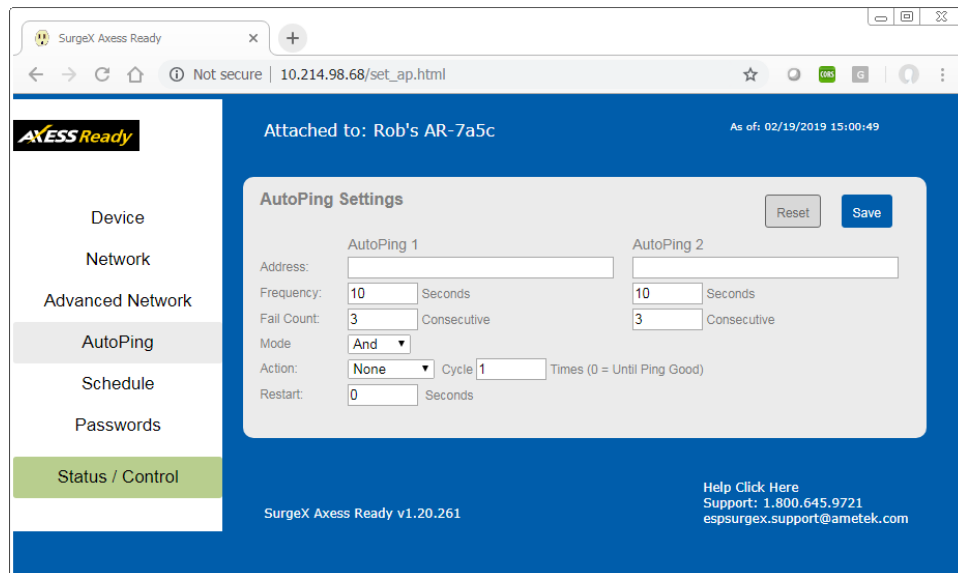 SurgeX Axess Ready
Not secure | 10.214.98.68/set_ap.html
CORS
G
AXESS Ready
Attached to: Rob's AR-7a5c
As of: 02/19/2019 15:00:49
Device
Network
Advanced Network
AutoPing
Schedule
Passwords
Status / Control
AutoPing Settings
Reset
Save
AutoPing 1
AutoPing 2
Address:
Frequency: 10 Seconds 10 Seconds
Fail Count: 3 Consecutive 3 Consecutive
Mode And
Action: None Cycle 1 Times (0 = Until Ping Good)
Restart: 0 Seconds
SurgeX Axess Ready v1.20.261
Help Click Here
Support: 1.800.645.9721
espsurgex.support@ametek.com